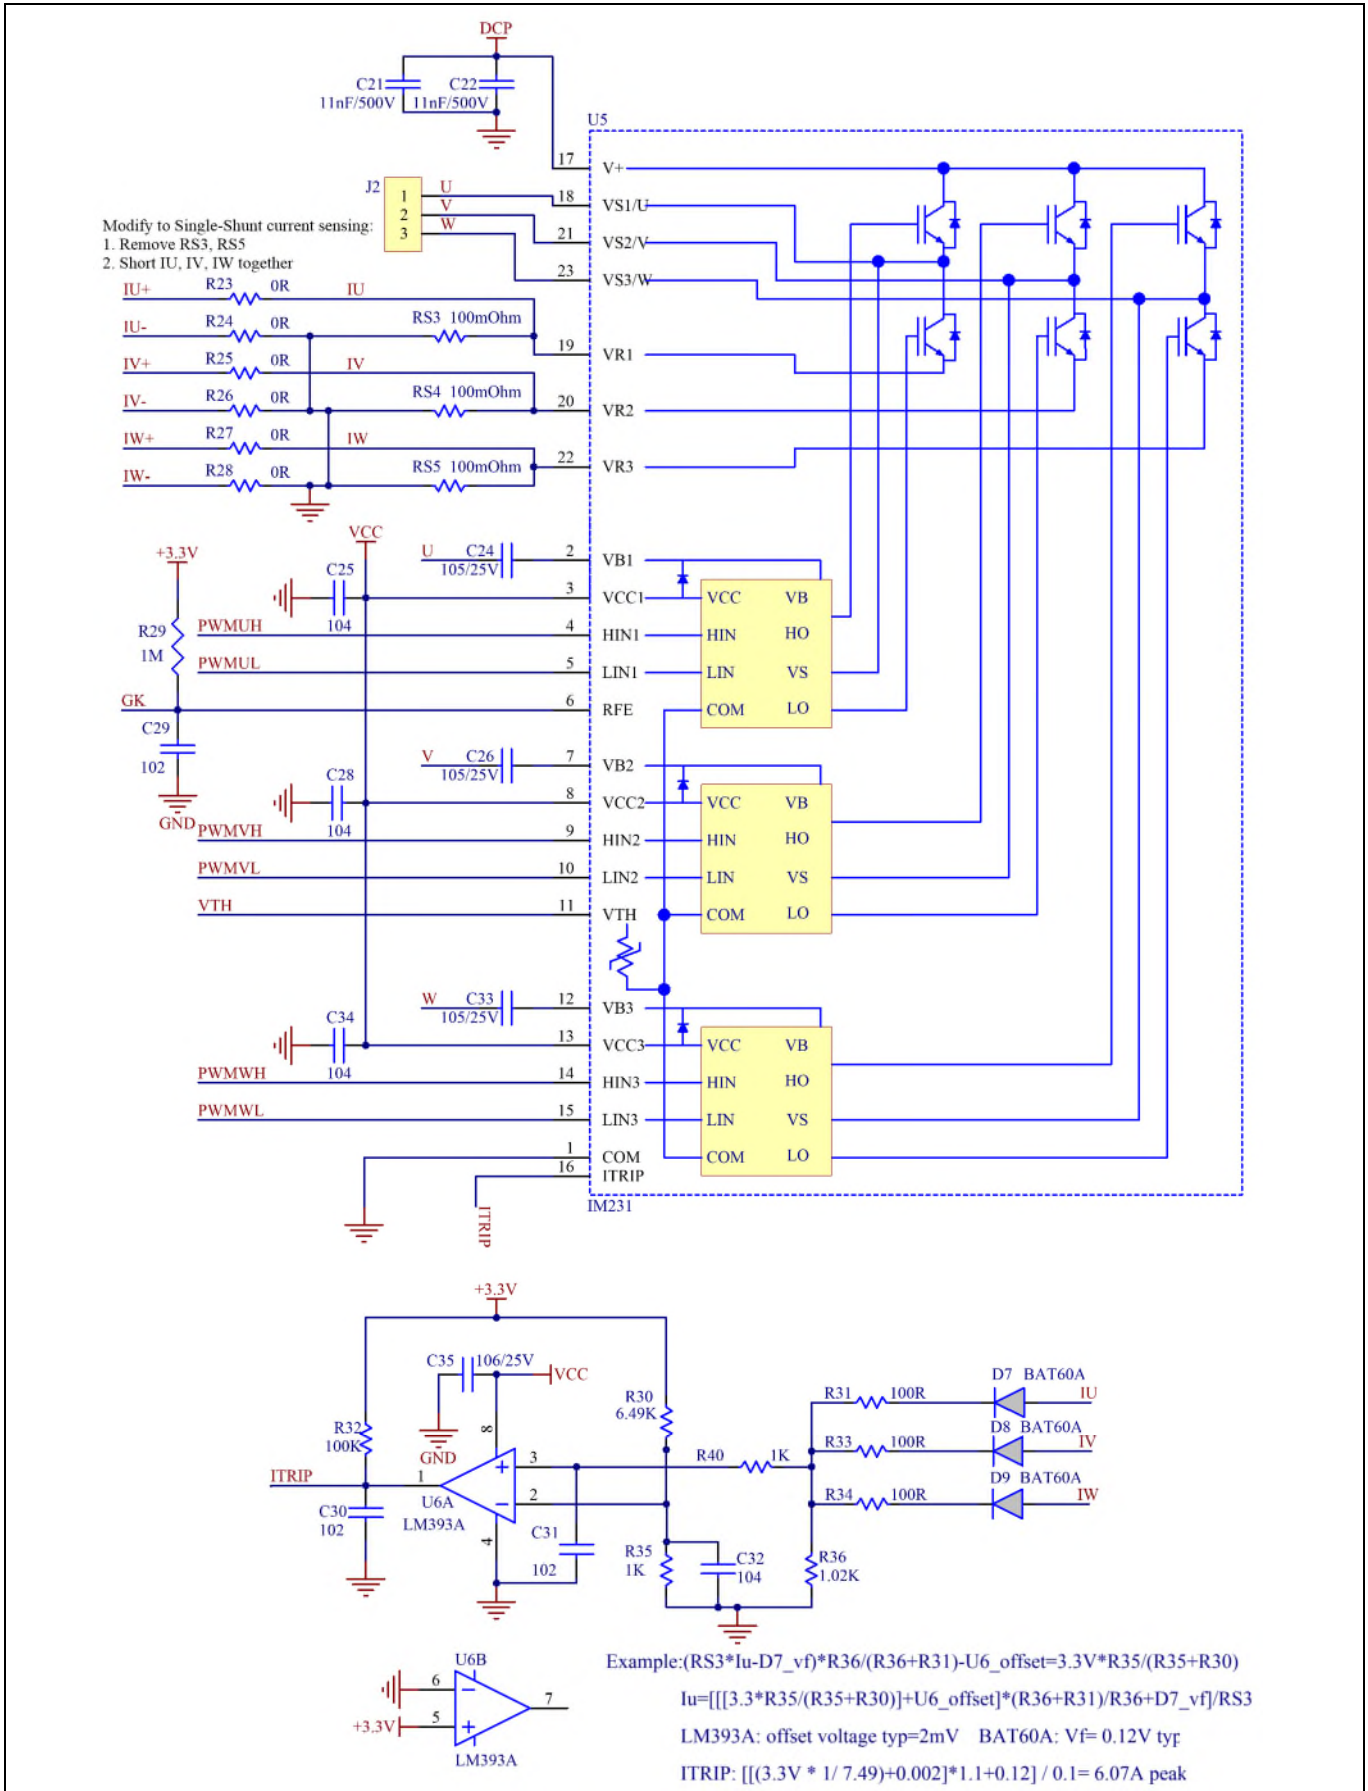 DCP
C21
11nF/500V
C22
11nF/500V
U5
17 V+
J2
1 U
2 V
3 W
18 VS1/U
21 VS2/V
23 VS3/W
Modify to Single-Shunt current sensing:
1. Remove RS3, RS5
2. Short IU, IV, IW together
IU+ R23 0R IU
IU- R24 0R RS3 100mOhm
19 VR1
IV+ R25 0R IV
IV- R26 0R RS4 100mOhm 20 VR2
IW+ R27 0R IW
22 VR3
IW- R28 0R RS5 100mOhm
VCC
+3.3V
U C24 105/25V 2 VB1
C25 104
3 VCC1 VCC VB
R29 1M
PWMUH 4 HIN1 HIN HO
PWMUL 5 LIN1 LIN VS
GK 6 RFE COM LO
C29 102
GND
V C26 105/25V 7 VB2
C28 104
8 VCC2 VCC VB
PWMVH 9 HIN2 HIN HO
PWMVL 10 LIN2 LIN VS
VTH 11 VTH COM LO
W C33 105/25V 12 VB3
C34 104
13 VCC3 VCC VB
PWMWH 14 HIN3 HIN HO
PWMWL 15 LIN3 LIN VS
1 COM COM LO
16 ITRIP
ITRIP
IM231
+3.3V
C35 106/25V VCC
GND
R32 100K
R30 6.49K
R31 100R D7 BAT60A IU
R33 100R D8 BAT60A IV
R34 100R D9 BAT60A IW
R40 1K
ITRIP 1
8
+ 3
− 2
4
U6A
LM393A
C30 102
C31 102
R35 1K
C32 104
R36 1.02K
U6B
6 −
+3.3V 5 +
7
LM393A
Example:(RS3*Iu-D7_vf)*R36/(R36+R31)-U6_offset=3.3V*R35/(R35+R30)
Iu=[[[3.3*R35/(R35+R30)]+U6_offset]*(R36+R31)/R36+D7_vf]/RS3
LM393A: offset voltage typ=2mV BAT60A: Vf= 0.12V typ
ITRIP: [[(3.3V * 1/ 7.49)+0.002]*1.1+0.12] / 0.1= 6.07A peak